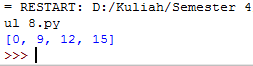 = RESTART: D:/Kuliah/Semester 4
ul 8.py
[0, 9, 12, 15]
>>>